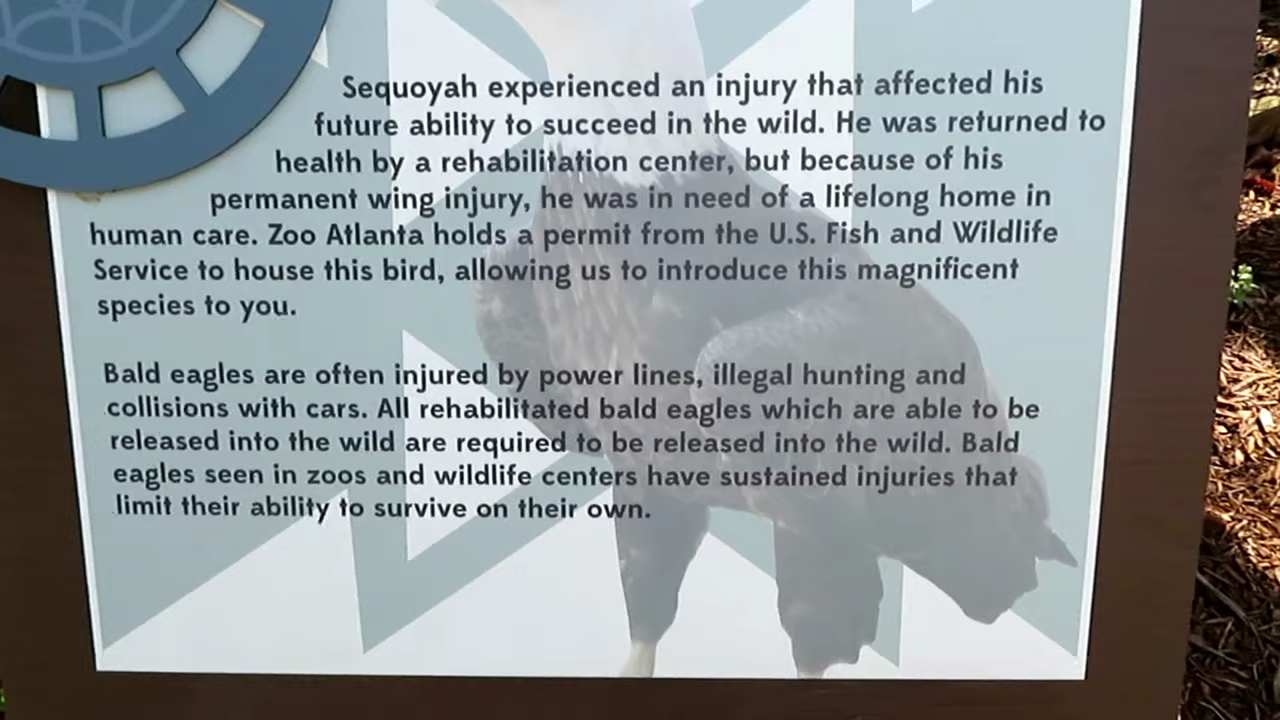 Sequoyah experienced an injury that affected his
future ability to succeed in the wild. He was returned to
health by a rehabilitation center, but because of his
permanent wing injury, he was in need of a lifelong home in
human care. Zoo Atlanta holds a permit from the U.S. Fish and Wildlife
Service to house this bird, allowing us to introduce this magnificent
species to you.
Bald eagles are often injured by power lines, illegal hunting and
collisions with cars. All rehabilitated bald eagles which are able to be
released into the wild are required to be released into the wild. Bald
eagles seen in zoos and wildlife centers have sustained injuries that
limit their ability to survive on their own.